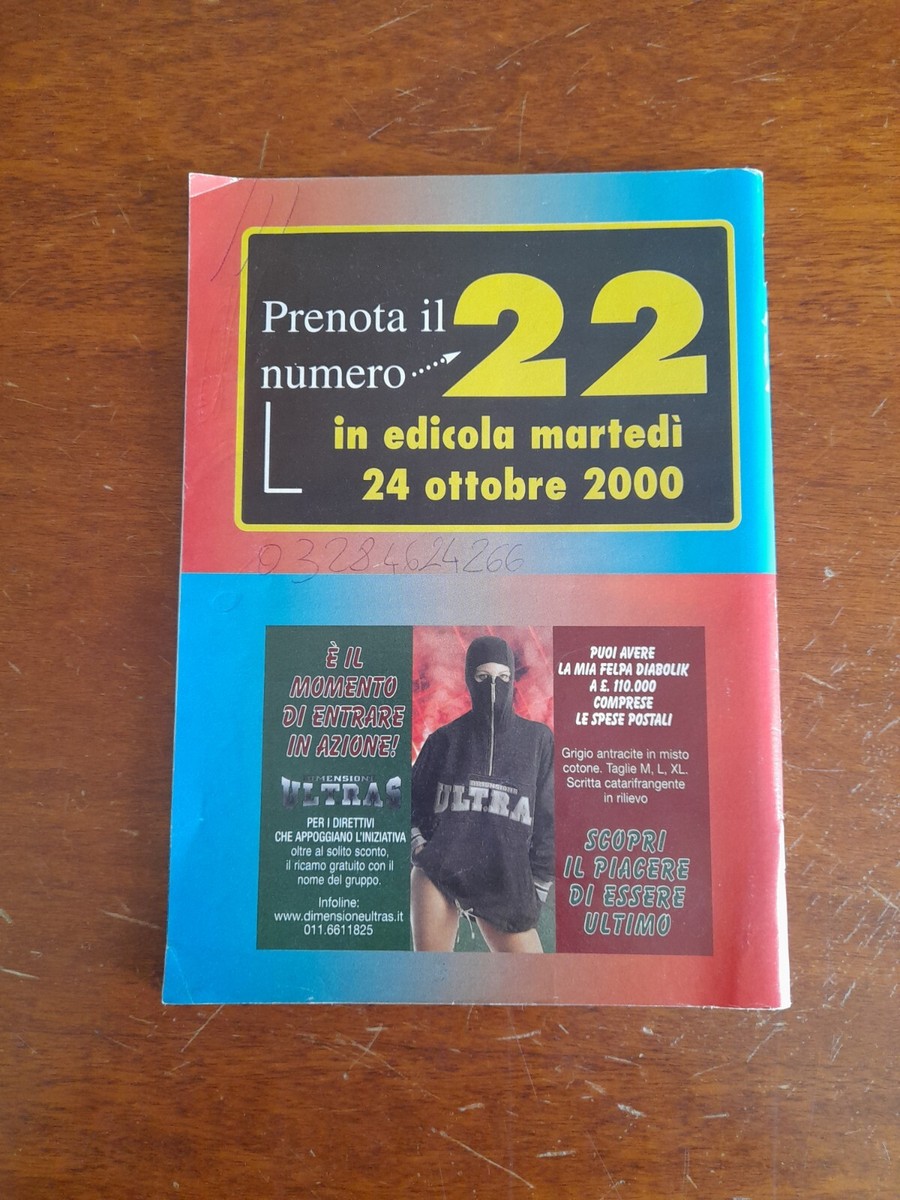 Prenota il 22
numero
in edicola martedì
24 ottobre 2000
03284624266
È IL
MOMENTO
DI ENTRARE
IN AZIONE!
DIMENSIONE
ULTRAS
PER I DIRETTIVI
CHE APPOGGIANO L'INIZIATIVA
oltre al solito sconto,
il ricamo gratuito con il
nome del gruppo.
Infoline:
www.dimensioneultras.it
011.6611825
ULTRA
PUOI AVERE
LA MIA FELPA DIABOLIK
A £. 110.000
COMPRESE
LE SPESE POSTALI
Grigio antracite in misto
cotone. Taglie M, L, XL.
Scritta catarifrangente
in rilievo
SCOPRI
IL PIACERE
DI ESSERE
ULTIMO